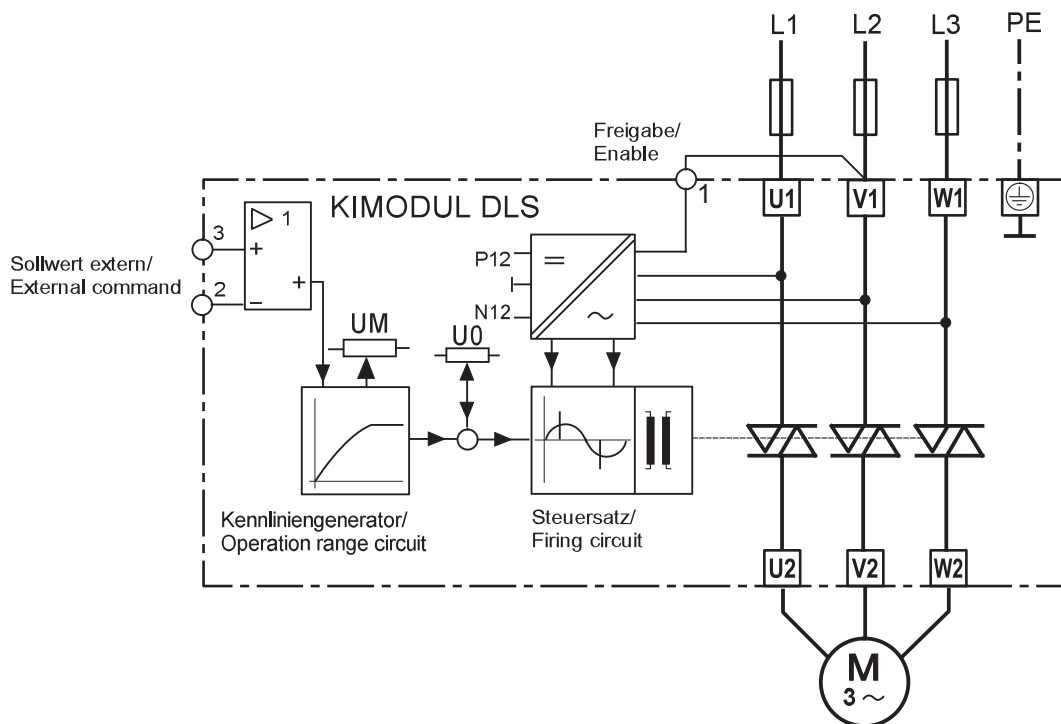 L1 L2 L3 PE
Freigabe/
Enable
1
U1 V1 W1
KIMODUL DLS
1
3
+
Sollwert extern/
External command
2
−
+
P12
=
N12
~
UM
U0
Kennliniengenerator/
Operation range circuit
Steuersatz/
Firing circuit
U2 V2 W2
M
3 ~